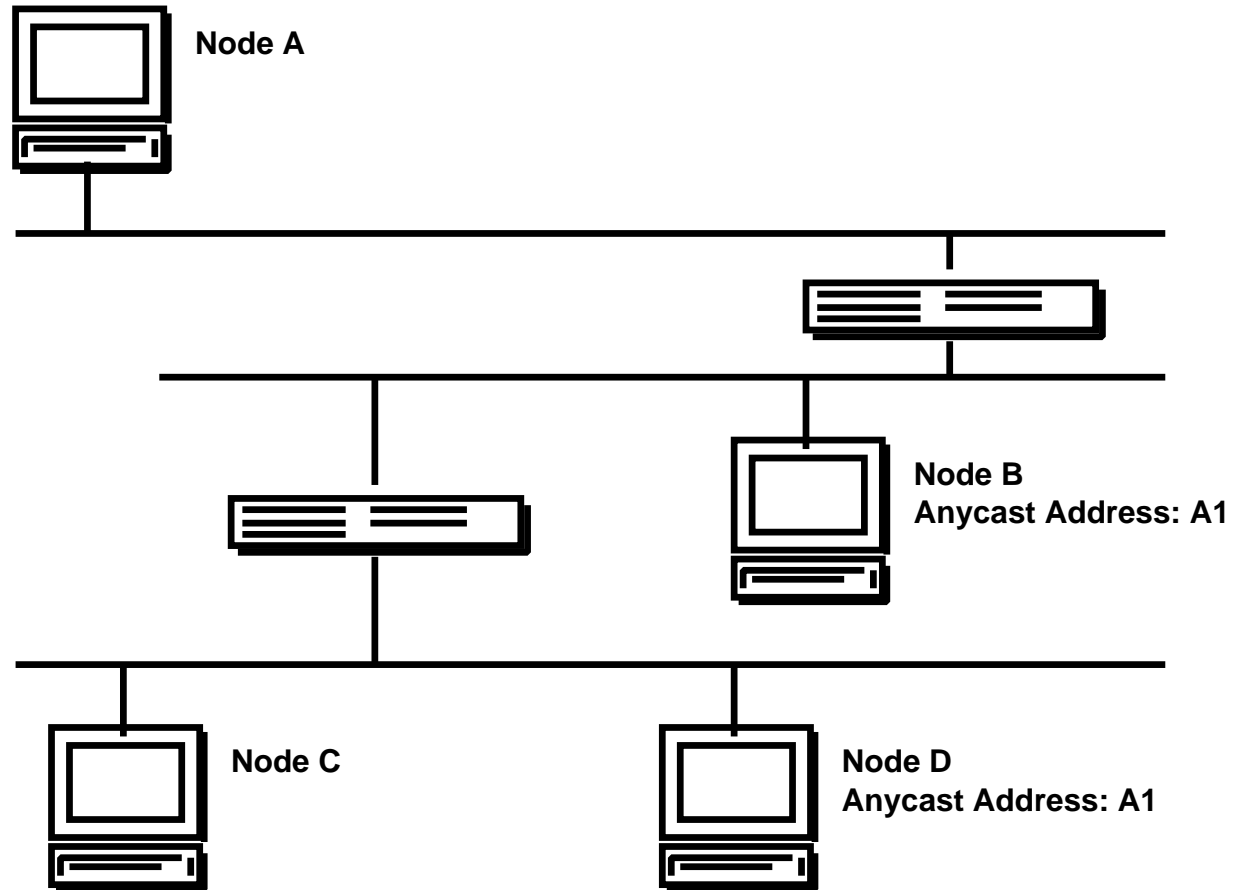 Node A
Node B
Anycast Address: A1
Node C
Node D
Anycast Address: A1